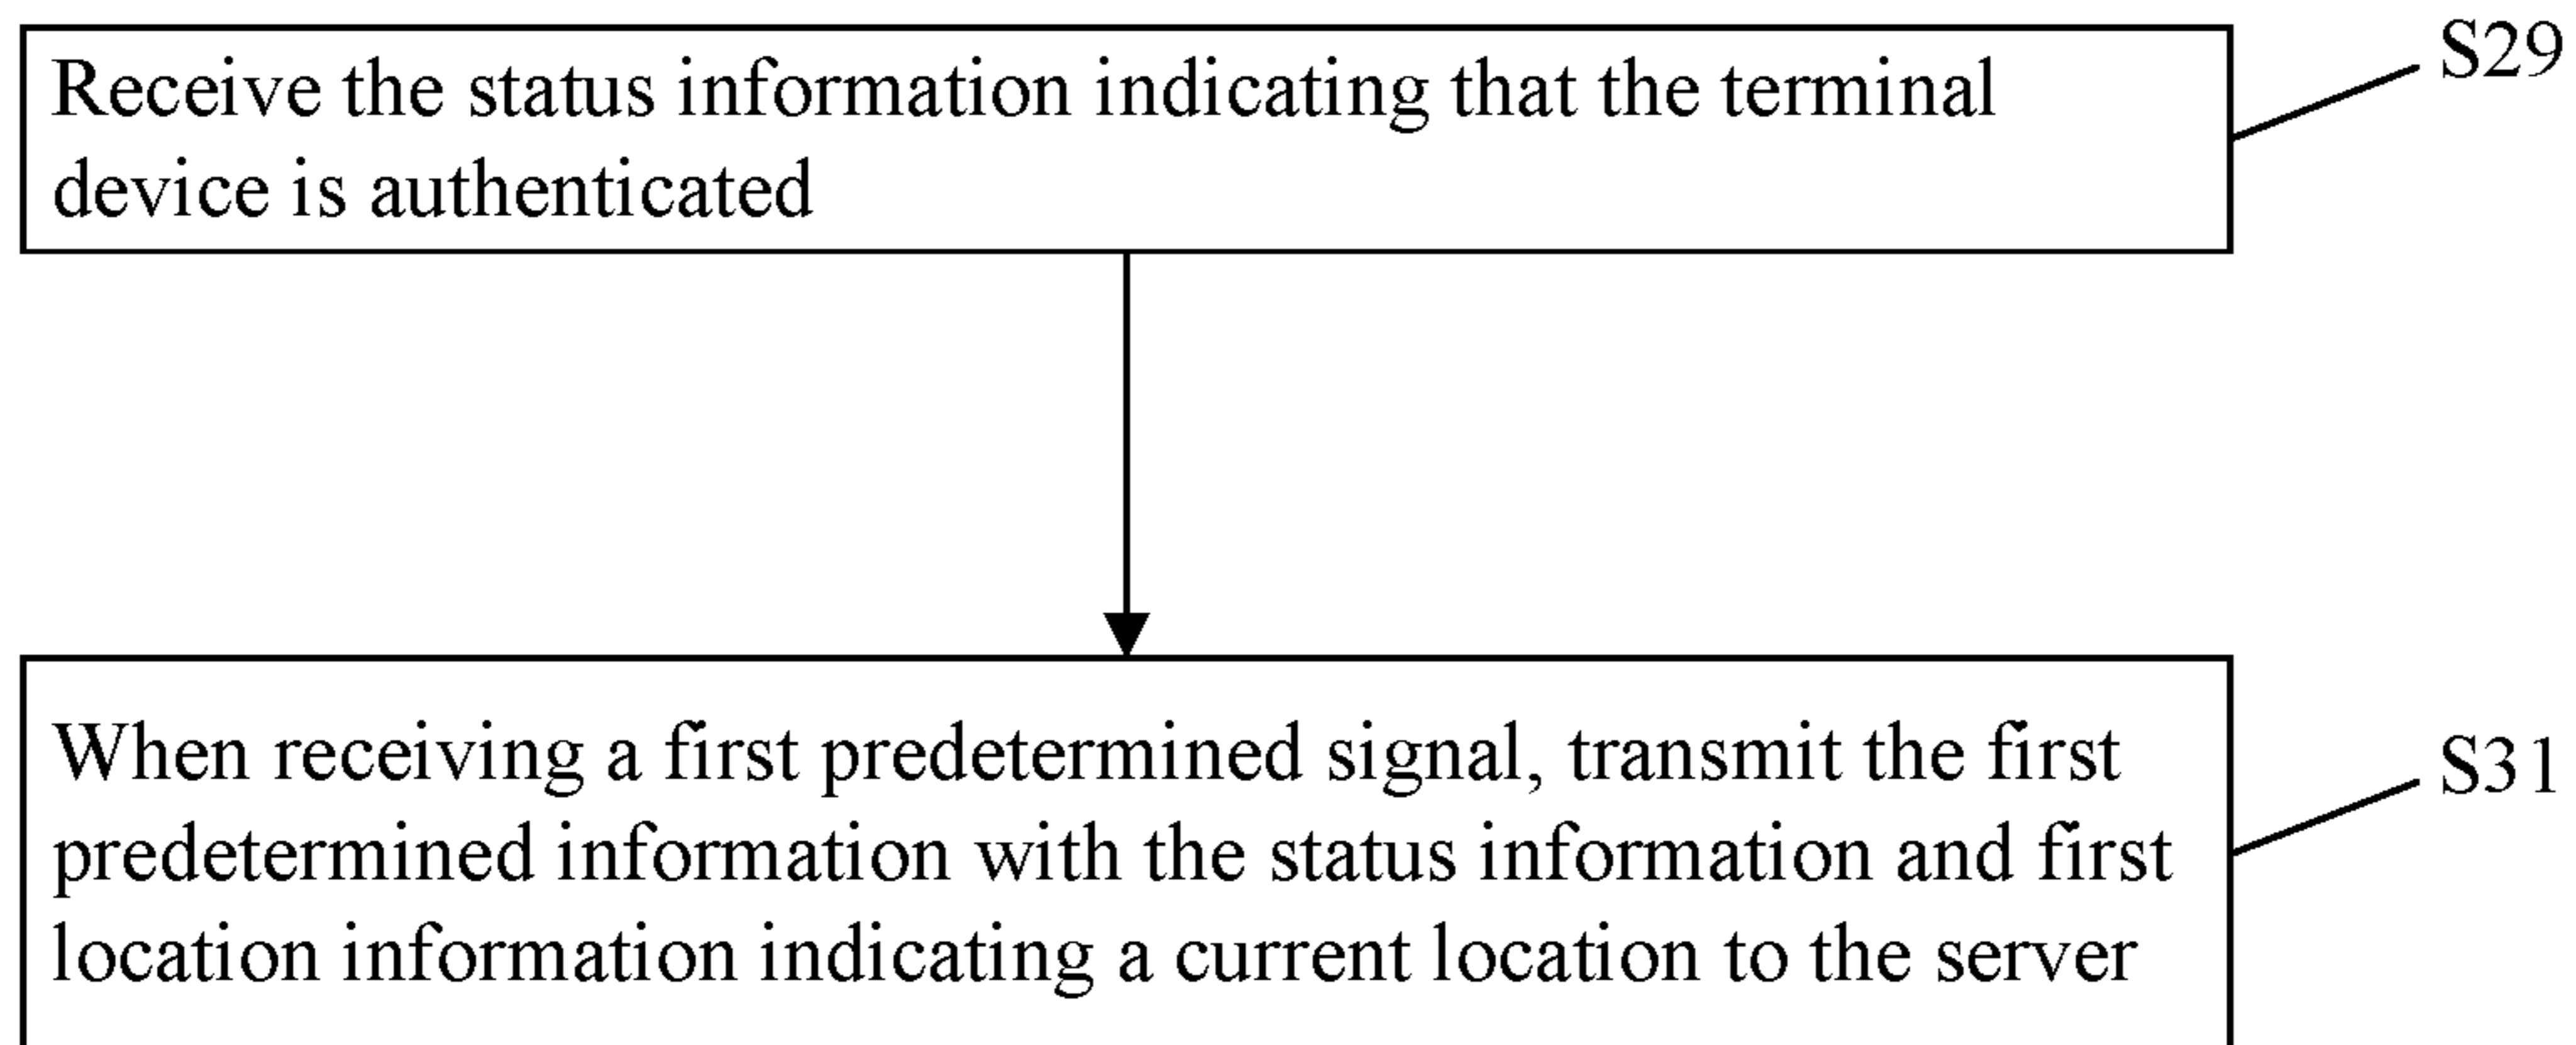 Receive the status information indicating that the terminal
device is authenticated
S29
When receiving a first predetermined signal, transmit the first
predetermined information with the status information and first
location information indicating a current location to the server
S31